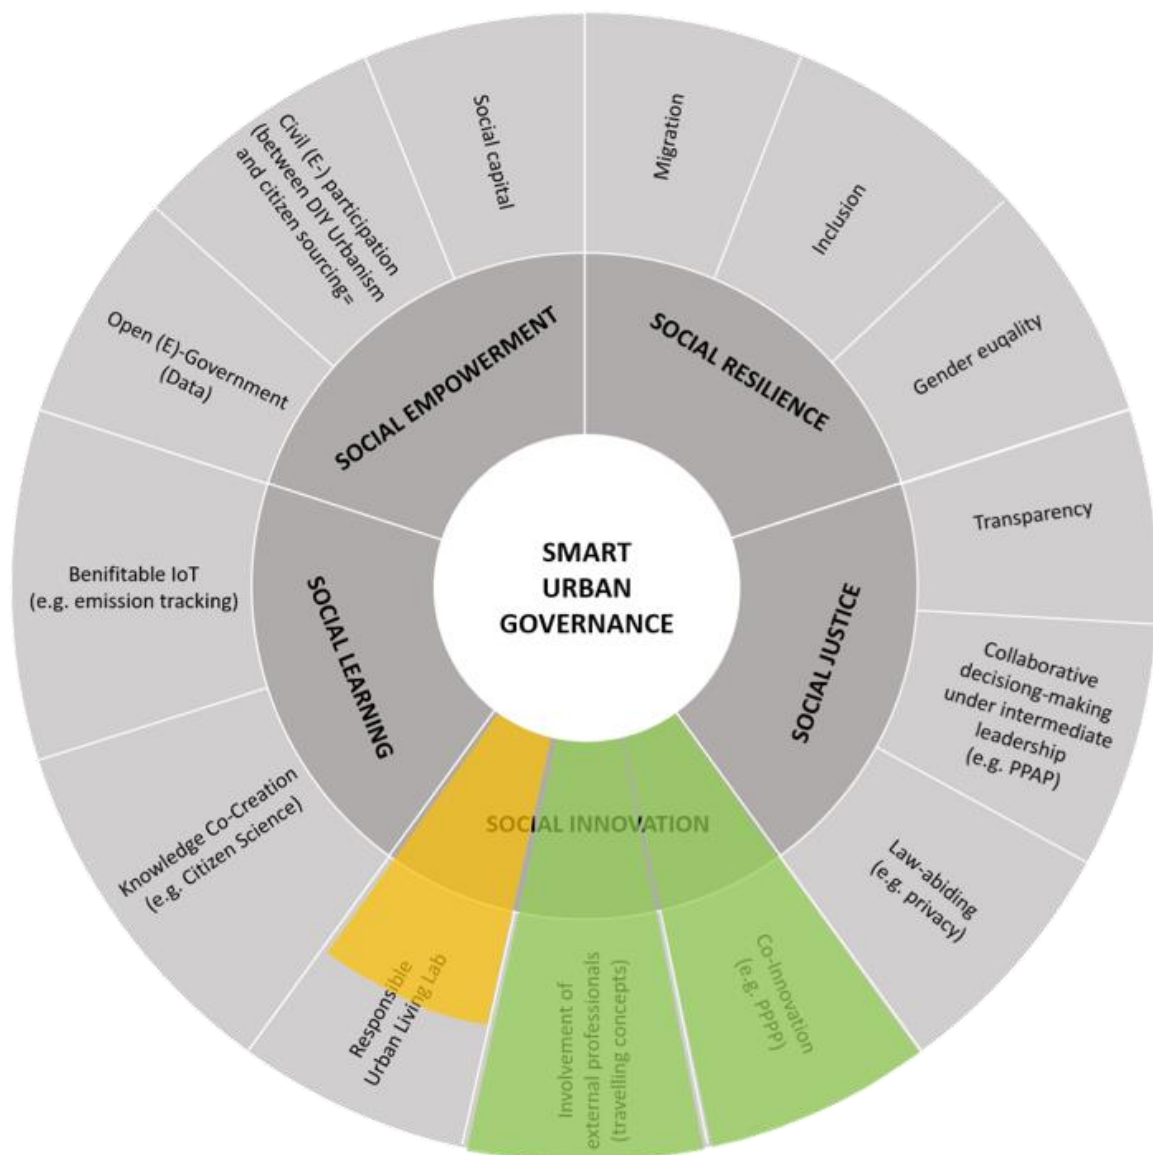 SMART
URBAN
GOVERNANCE
SOCIAL EMPOWERMENT
SOCIAL RESILIENCE
SOCIAL JUSTICE
SOCIAL INNOVATION
SOCIAL LEARNING
Social capital
Migration
Inclusion
Gender euqality
Transparency
Collaborative
decisiong-making
under intermediate
leadership
(e.g. PPAP)
Law-abiding
(e.g. privacy)
Co-Innovation
(e.g. PPPP)
Involvement of
external professionals
(travelling concepts)
Responsible
Urban Living Lab
Knowledge Co-Creation
(e.g. Citizen Science)
Benifitable IoT
(e.g. emission tracking)
Open (E)-Government
(Data)
Civil (E-) participation
(between DIY Urbanism
and citizen sourcing=